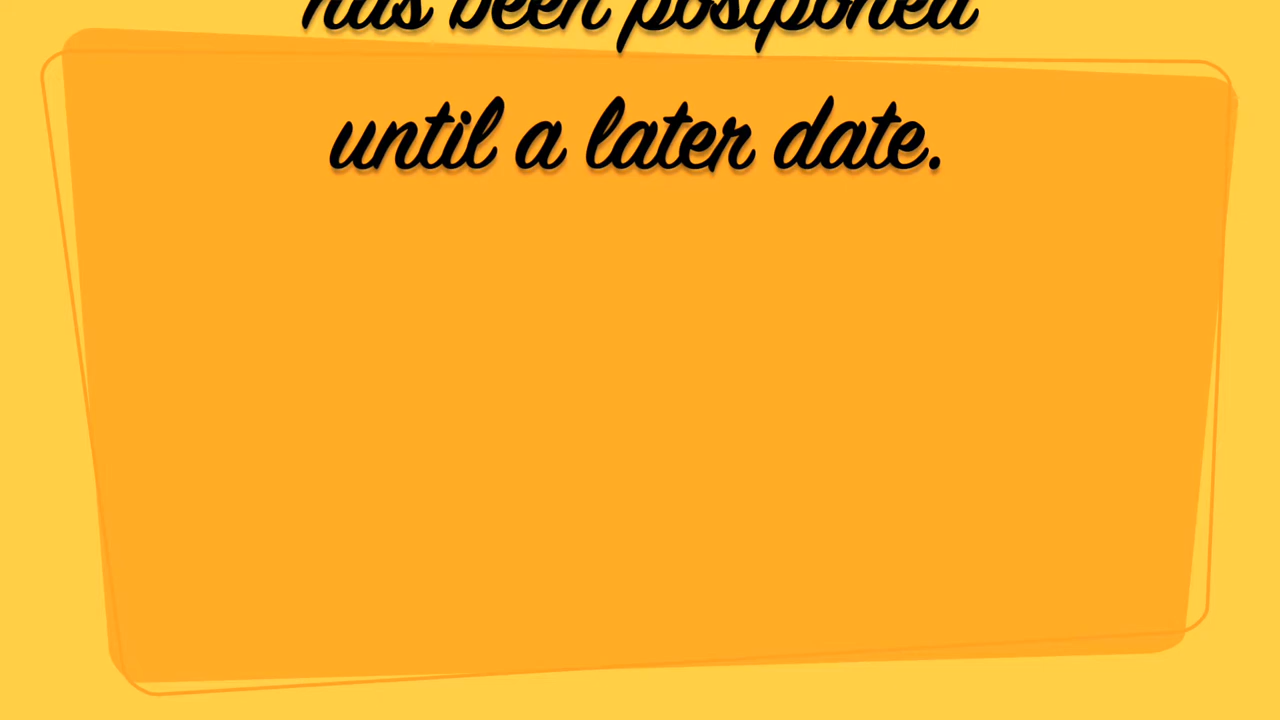 has been postponed
until a later date.